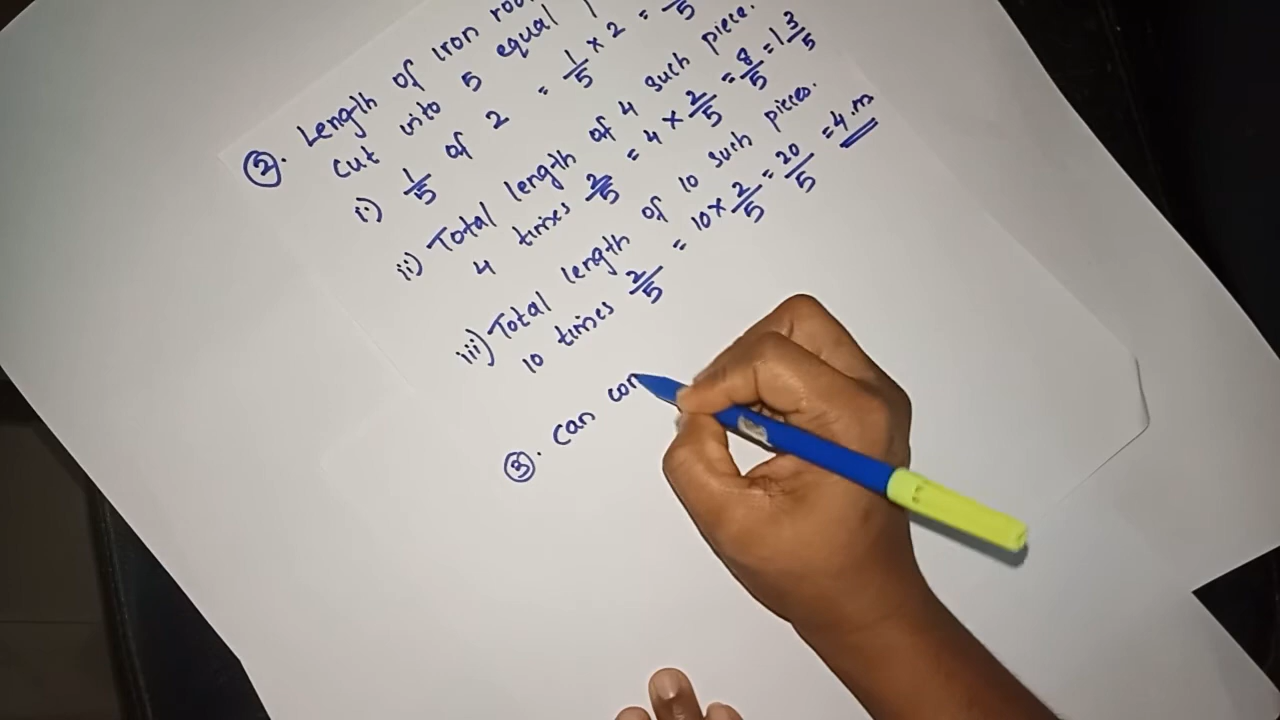 ②. Length of iron
cut into 5 equal
i) 1/5 of 2 = 1/5 × 2 =
ii) Total length of 4 such piece.
4 times 2/5 = 4 × 2/5 = 8/5 = 1 3/5
iii) Total length of 10 such pieces.
10 times 2/5 = 10 × 2/5 = 20/5 = 4.m
③. Can con